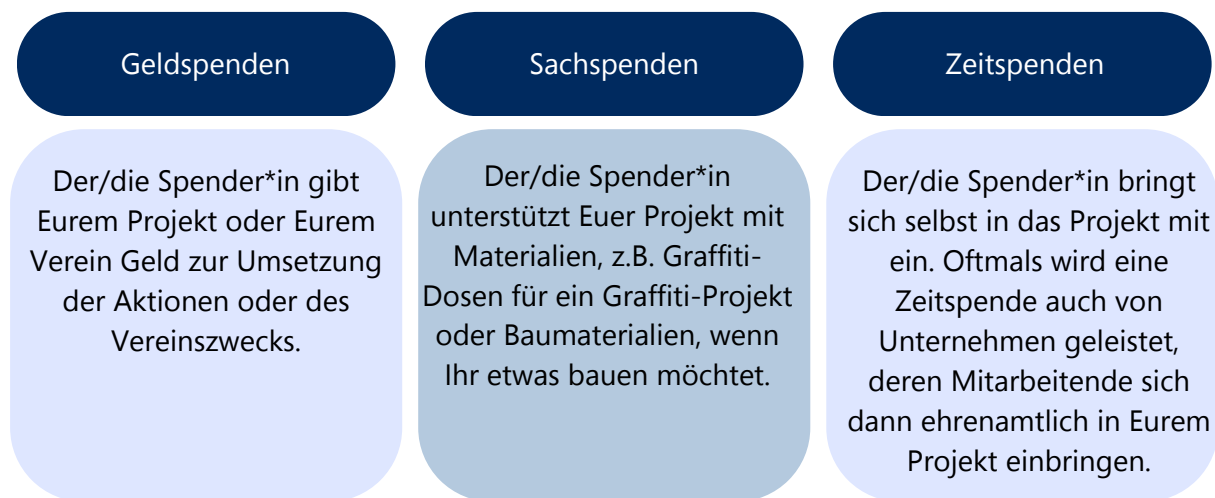 Geldspenden
Der/die Spender*in gibt
Eurem Projekt oder Eurem
Verein Geld zur Umsetzung
der Aktionen oder des
Vereinszwecks.
Sachspenden
Der/die Spender*in
unterstützt Euer Projekt mit
Materialien, z.B. Graffiti-
Dosen für ein Graffiti-Projekt
oder Baumaterialien, wenn
Ihr etwas bauen möchtet.
Zeitspenden
Der/die Spender*in bringt
sich selbst in das Projekt mit
ein. Oftmals wird eine
Zeitspende auch von
Unternehmen geleistet,
deren Mitarbeitende sich
dann ehrenamtlich in Eurem
Projekt einbringen.